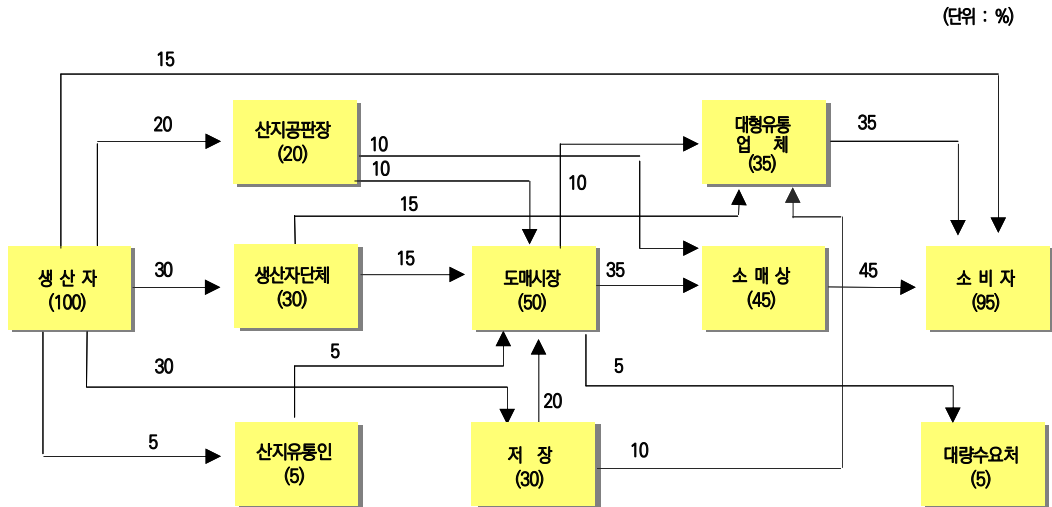 (단위 : %)
15
20
산지공판장
(20)
10
10
대형유통
업 체
(35)
35
10
15
생 산 자
(100)
30
생산자단체
(30)
15
도매시장
(50)
35
소 매 상
(45)
45
소 비 자
(95)
30
5
20
5
5
산지유통인
(5)
저 장
(30)
10
대량수요처
(5)